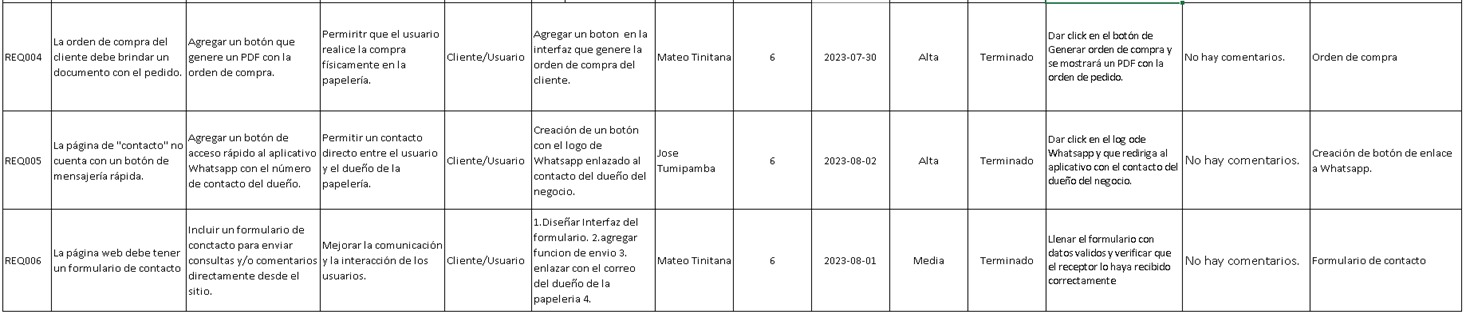 REQ004
La orden de compra del
cliente debe brindar un
documento con el pedido.
Agregar un botón que
genere un PDF con la
orden de compra.
Permiritr que el usuario
realice la compra
físicamente en la
papelería.
Cliente/Usuario
Agregar un boton en la
interfaz que genere la
orden de compra del
cliente.
Mateo Tinitana
6
2023-07-30
Alta
Terminado
Dar click en el botón de
Generar orden de compra y
se mostrará un PDF con la
orden de pedido.
No hay comentarios.
Orden de compra
REQ005
La página de "contacto" no
cuenta con un botón de
mensajería rápida.
Agregar un botón de
acceso rápido al aplicativo
Whatsapp con el número
de contacto del dueño.
Permitir un contacto
directo entre el usuario
y el dueño de la
papelería.
Cliente/Usuario
Creación de un botón
con el logo de
Whatsapp enlazado al
contacto del dueño del
negocio.
Jose
Tumipamba
6
2023-08-02
Alta
Terminado
Dar click en el log ode
Whatsapp y que rediriga al
aplicativo con el contacto del
dueño del negocio.
No hay comentarios.
Creación de botón de enlace
a Whatsapp.
REQ006
La página web debe tener
un formulario de contacto
Incluir un formulario de
conctacto para enviar
consultas y/o comentarios
directamente desde el
sitio.
Mejorar la comunicación
y la interacción de los
usuarios.
Cliente/Usuario
1.Diseñar Interfaz del
formulario. 2.agregar
funcion de envio 3.
enlazar con el correo
del dueño de la
papeleria 4.
Mateo Tinitana
6
2023-08-01
Media
Terminado
Llenar el formulario con
datos validos y verificar que
el receptor lo haya recibido
correctamente
No hay comentarios.
Formulario de contacto